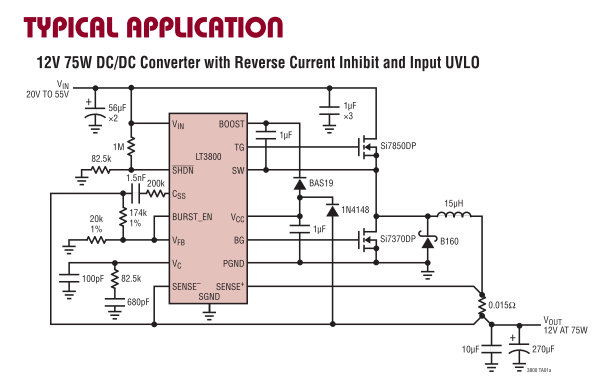 TYPICAL APPLICATION
12V 75W DC/DC Converter with Reverse Current Inhibit and Input UVLO
VIN
20V TO 55V
+
56µF
×2
1M
82.5k
1.5nF
200k
174k
1%
20k
1%
100pF
82.5k
680pF
VIN
LT3800
SHDN
CSS
BURST_EN
VFB
VC
SENSE–
SGND
BOOST
TG
SW
VCC
BG
PGND
SENSE+
1µF
×3
1µF
Si7850DP
BAS19
1N4148
1µF
Si7370DP
15µH
B160
0.015Ω
VOUT
12V AT 75W
10µF
+
270µF
3800 TA01a